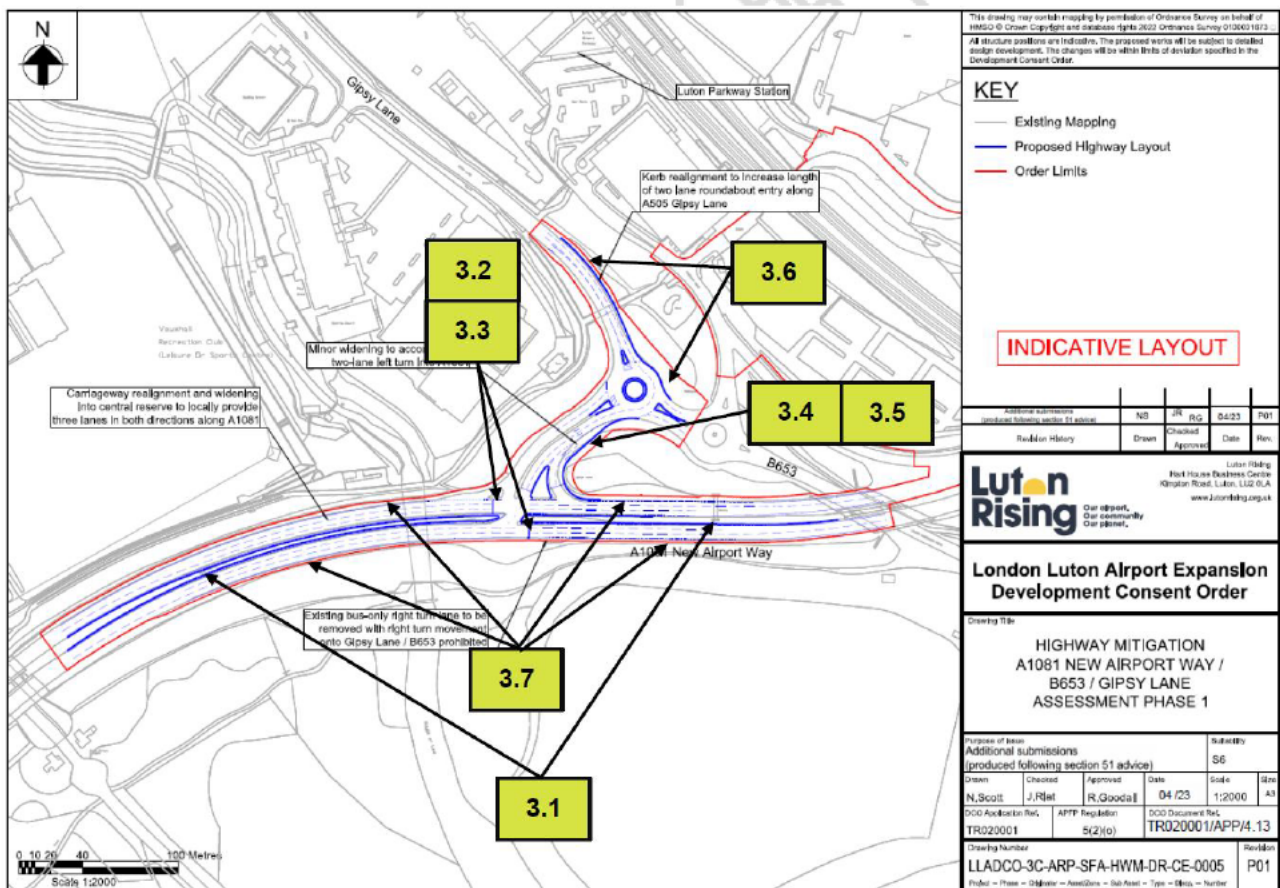 N
Gipsy Lane
Luton Parkway Station
Kerb realignment to increase length
of two lane roundabout entry along
A505 Gipsy Lane
3.2
3.3
3.6
Vauxhall
Recreation Club
Minor widening to accom
two-lane left turn into
Carriageway realignment and widening
into central reserve to locally provide
three lanes in both directions along A1081
3.4
3.5
B653
New Airport Way
Existing bus-only right turn lane to be
removed with right turn movement
onto Gipsy Lane / B653 prohibited
3.7
3.1
0 10 20 40 100 Metres
Scale 1:2000
This drawing may contain mapping by permission of Ordnance Survey on behalf of
HMSO © Crown Copyright and database rights 2022 Ordnance Survey
All structure positions are indicative. The proposed works will be subject to detailed
design development. The changes will be within limits of deviation specified in the
Development Consent Order.
KEY
Existing Mapping
Proposed Highway Layout
Order Limits
INDICATIVE LAYOUT
Additional submissions
(produced following section 51 advice)
NS
JR
RG
04/23
P01
Revision History
Drawn
Checked
Approved
Date
Rev.
Luton
Rising
Our airport.
Our community
Our planet.
Luton Rising
Hart House Business Centre
Kimpton Road, Luton, LU2 0LA
www.lutonrising.org.uk
London Luton Airport Expansion
Development Consent Order
Drawing Title
HIGHWAY MITIGATION
A1081 NEW AIRPORT WAY /
B653 / GIPSY LANE
ASSESSMENT PHASE 1
Purpose of Issue
Additional submissions
(produced following section 51 advice)
Suitability
S6
Drawn
N.Scott
Checked
Approved
R.Goodall
Date
04 /23
Scale
1:2000
Size
A3
DCO Application Ref.
TR020001
APFP Regulation
5(2)(o)
DCO Document Ref.
TR020001/APP/4.13
Drawing Number
LLADCO-3C-ARP-SFA-HWM-DR-CE-0005
Revision
P01